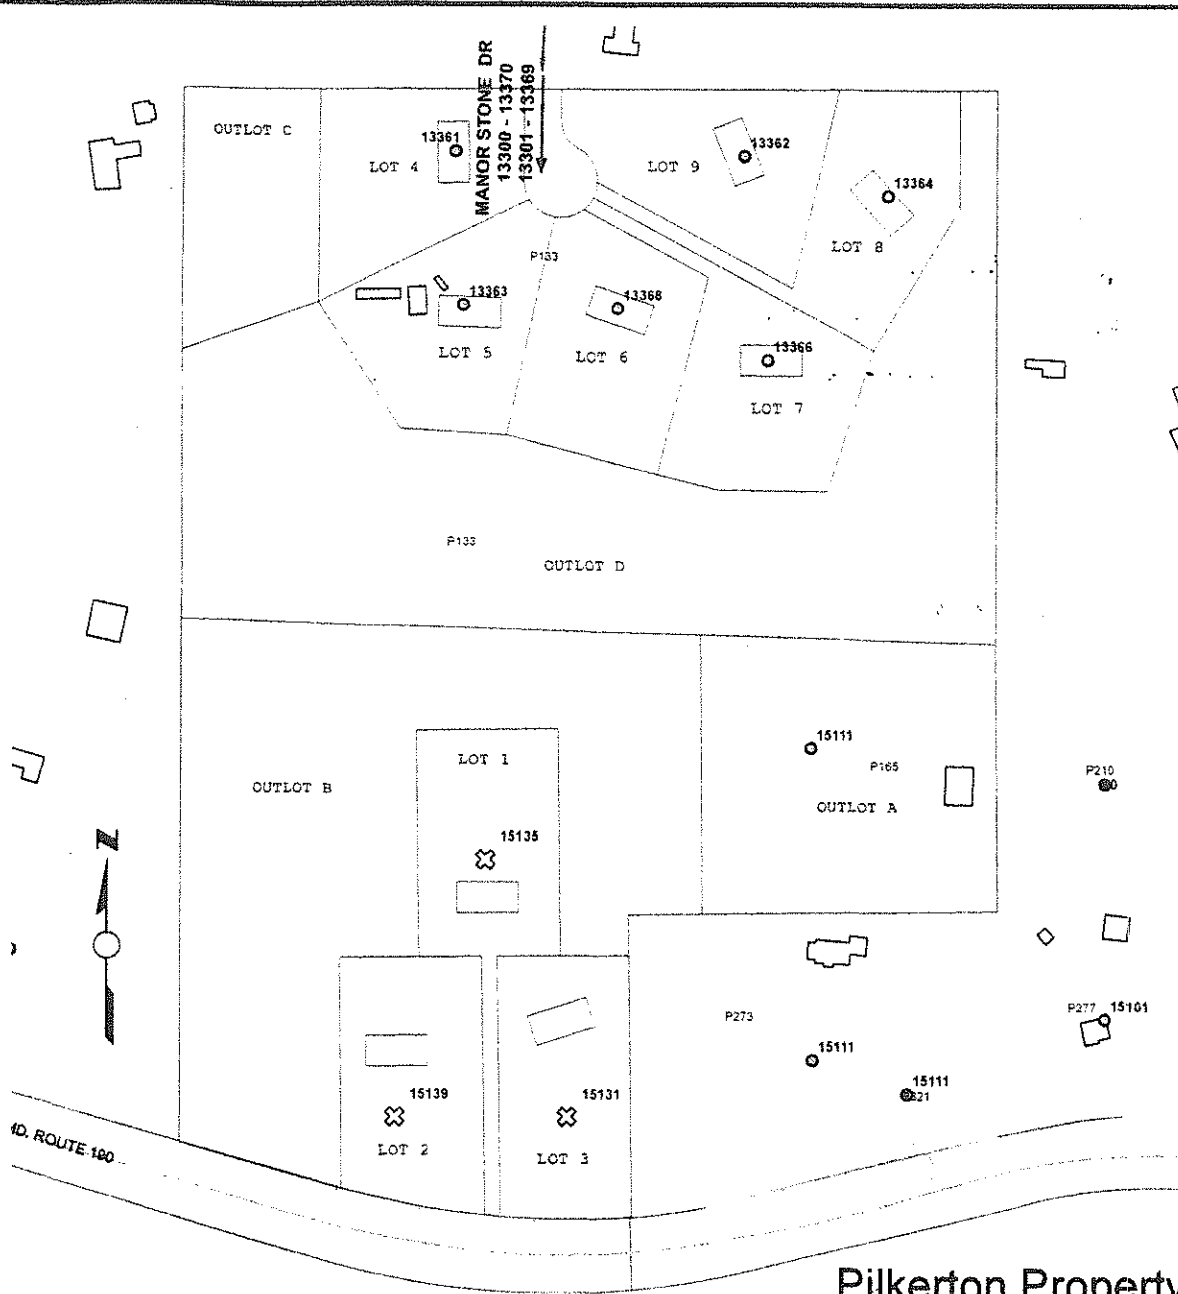 MANOR STONE DR
13300 - 13370
13301 - 13369
OUTLOT C
LOT 4
13361
LOT 9
13362
13364
LOT 8
P133
13363
LOT 5
13368
LOT 6
13366
LOT 7
P133
OUTLOT D
LOT 1
OUTLOT B
15135
15111
P165
OUTLOT A
P210
N
P273
P277
15101
15111
15111
15139
LOT 2
15131
LOT 3
MD. ROUTE 190
Pilkerton Property